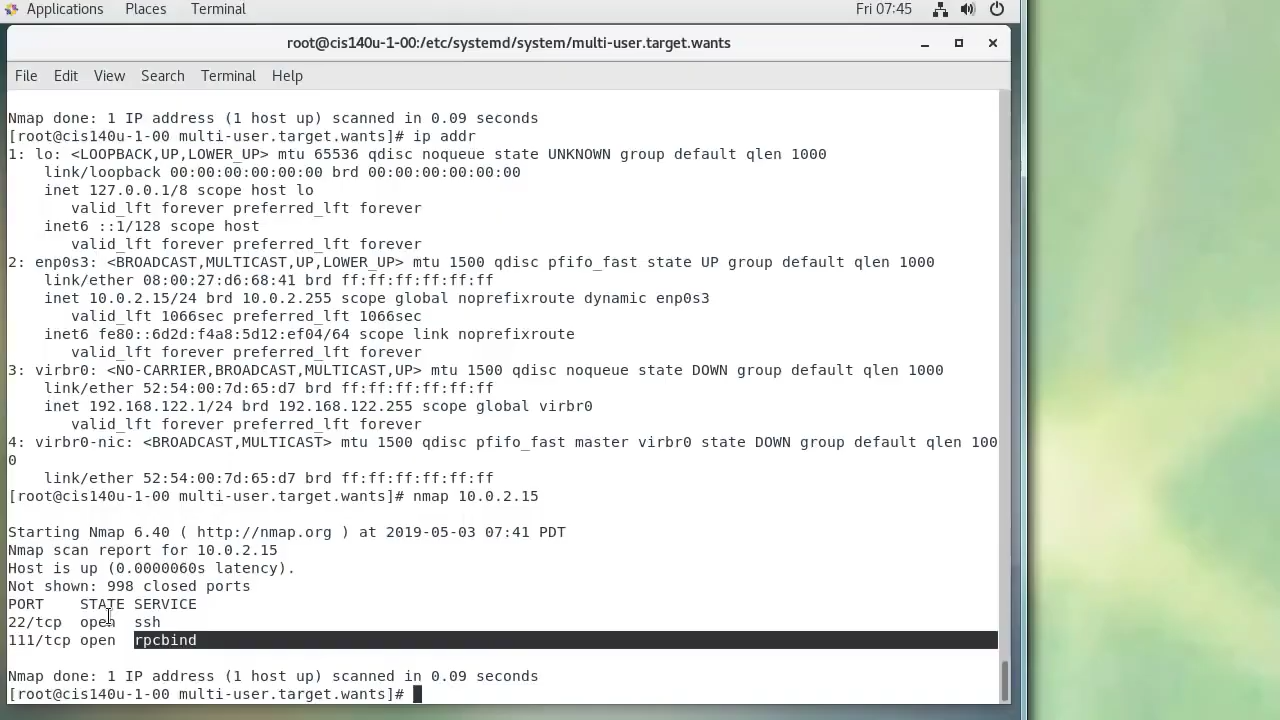 Applications Places Terminal Fri 07:45
root@cis140u-1-00:/etc/systemd/system/multi-user.target.wants
File Edit View Search Terminal Help
Nmap done: 1 IP address (1 host up) scanned in 0.09 seconds
[root@cis140u-1-00 multi-user.target.wants]# ip addr
1: lo: <LOOPBACK,UP,LOWER_UP> mtu 65536 qdisc noqueue state UNKNOWN group default qlen 1000
    link/loopback 00:00:00:00:00:00 brd 00:00:00:00:00:00
    inet 127.0.0.1/8 scope host lo
       valid_lft forever preferred_lft forever
    inet6 ::1/128 scope host
       valid_lft forever preferred_lft forever
2: enp0s3: <BROADCAST,MULTICAST,UP,LOWER_UP> mtu 1500 qdisc pfifo_fast state UP group default qlen 1000
    link/ether 08:00:27:d6:68:41 brd ff:ff:ff:ff:ff:ff
    inet 10.0.2.15/24 brd 10.0.2.255 scope global noprefixroute dynamic enp0s3
       valid_lft 1066sec preferred_lft 1066sec
    inet6 fe80::6d2d:f4a8:5d12:ef04/64 scope link noprefixroute
       valid_lft forever preferred_lft forever
3: virbr0: <NO-CARRIER,BROADCAST,MULTICAST,UP> mtu 1500 qdisc noqueue state DOWN group default qlen 1000
    link/ether 52:54:00:7d:65:d7 brd ff:ff:ff:ff:ff:ff
    inet 192.168.122.1/24 brd 192.168.122.255 scope global virbr0
       valid_lft forever preferred_lft forever
4: virbr0-nic: <BROADCAST,MULTICAST> mtu 1500 qdisc pfifo_fast master virbr0 state DOWN group default qlen 100
0
    link/ether 52:54:00:7d:65:d7 brd ff:ff:ff:ff:ff:ff
[root@cis140u-1-00 multi-user.target.wants]# nmap 10.0.2.15
Starting Nmap 6.40 ( http://nmap.org ) at 2019-05-03 07:41 PDT
Nmap scan report for 10.0.2.15
Host is up (0.0000060s latency).
Not shown: 998 closed ports
PORT    STATE SERVICE
22/tcp  open  ssh
111/tcp open  rpcbind
Nmap done: 1 IP address (1 host up) scanned in 0.09 seconds
[root@cis140u-1-00 multi-user.target.wants]#